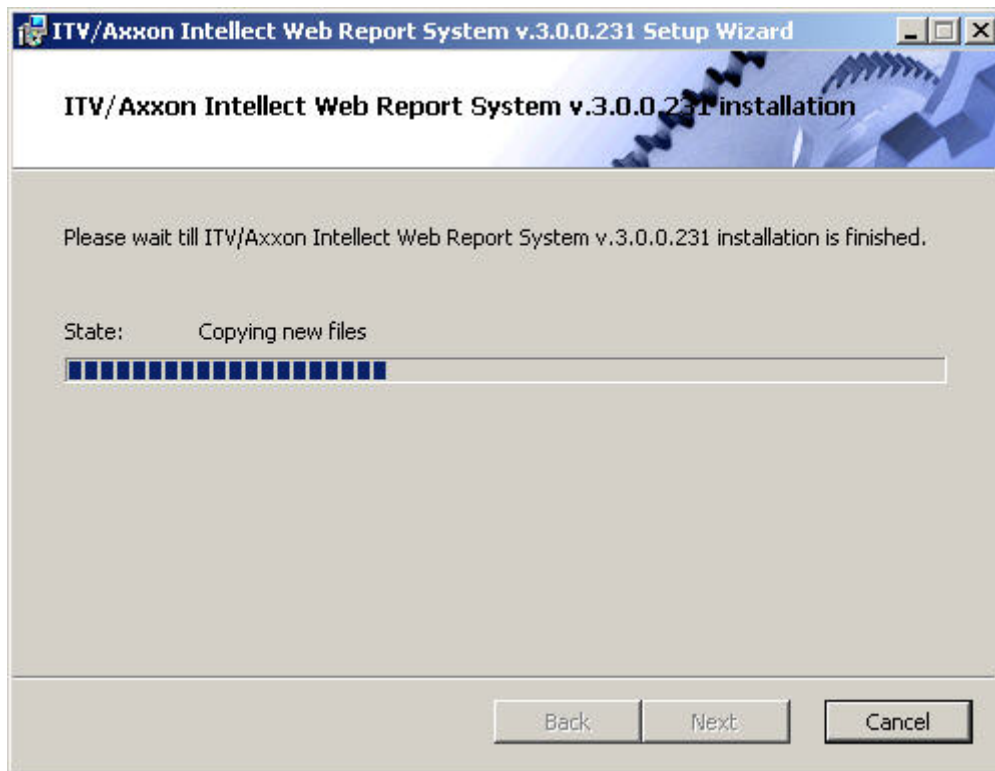 ITV/Axxon Intellect Web Report System v.3.0.0.231 Setup Wizard
ITV/Axxon Intellect Web Report System v.3.0.0.231 installation
Please wait till ITV/Axxon Intellect Web Report System v.3.0.0.231 installation is finished.
State: Copying new files
Back Next Cancel